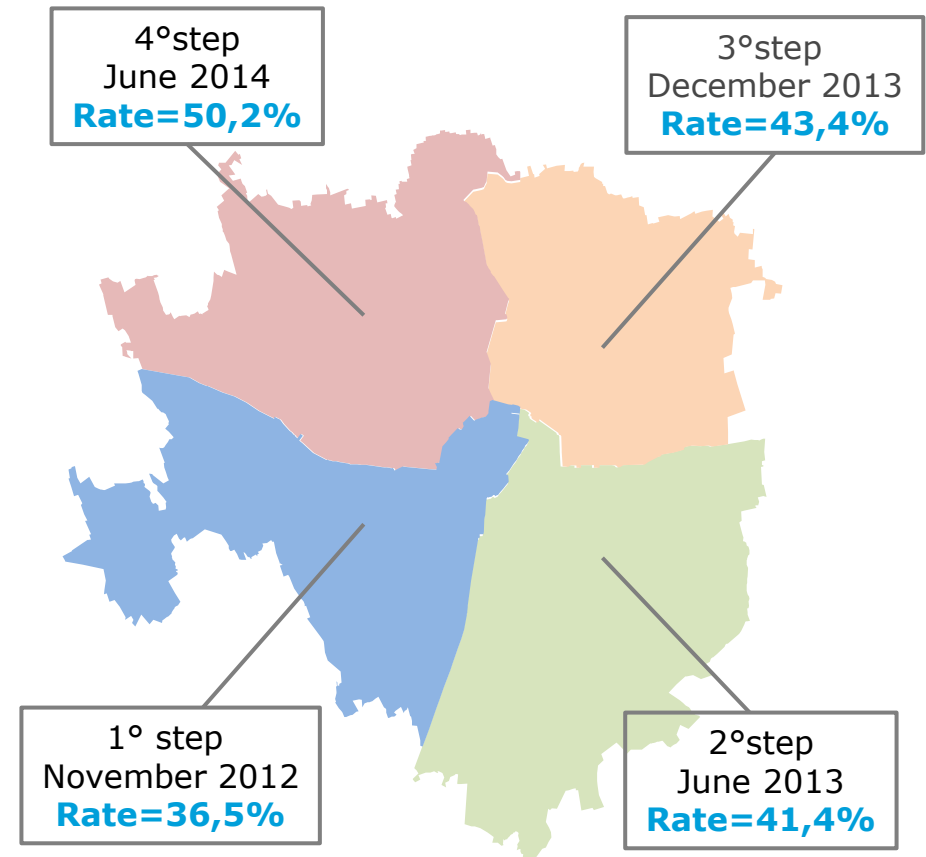 4°step
June 2014
Rate=50,2%
3°step
December 2013
Rate=43,4%
1° step
November 2012
Rate=36,5%
2°step
June 2013
Rate=41,4%